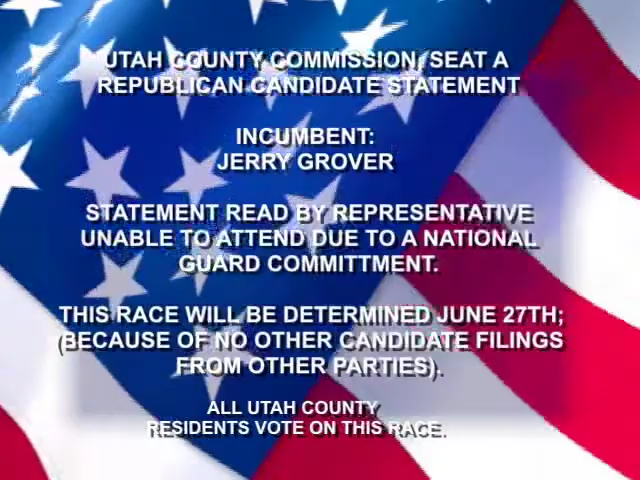 UTAH COUNTY COMMISSION, SEAT A
REPUBLICAN CANDIDATE STATEMENT
INCUMBENT:
JERRY GROVER
STATEMENT READ BY REPRESENTATIVE
UNABLE TO ATTEND DUE TO A NATIONAL
GUARD COMMITTMENT.
THIS RACE WILL BE DETERMINED JUNE 27TH;
(BECAUSE OF NO OTHER CANDIDATE FILINGS
FROM OTHER PARTIES).
ALL UTAH COUNTY
RESIDENTS VOTE ON THIS RACE.